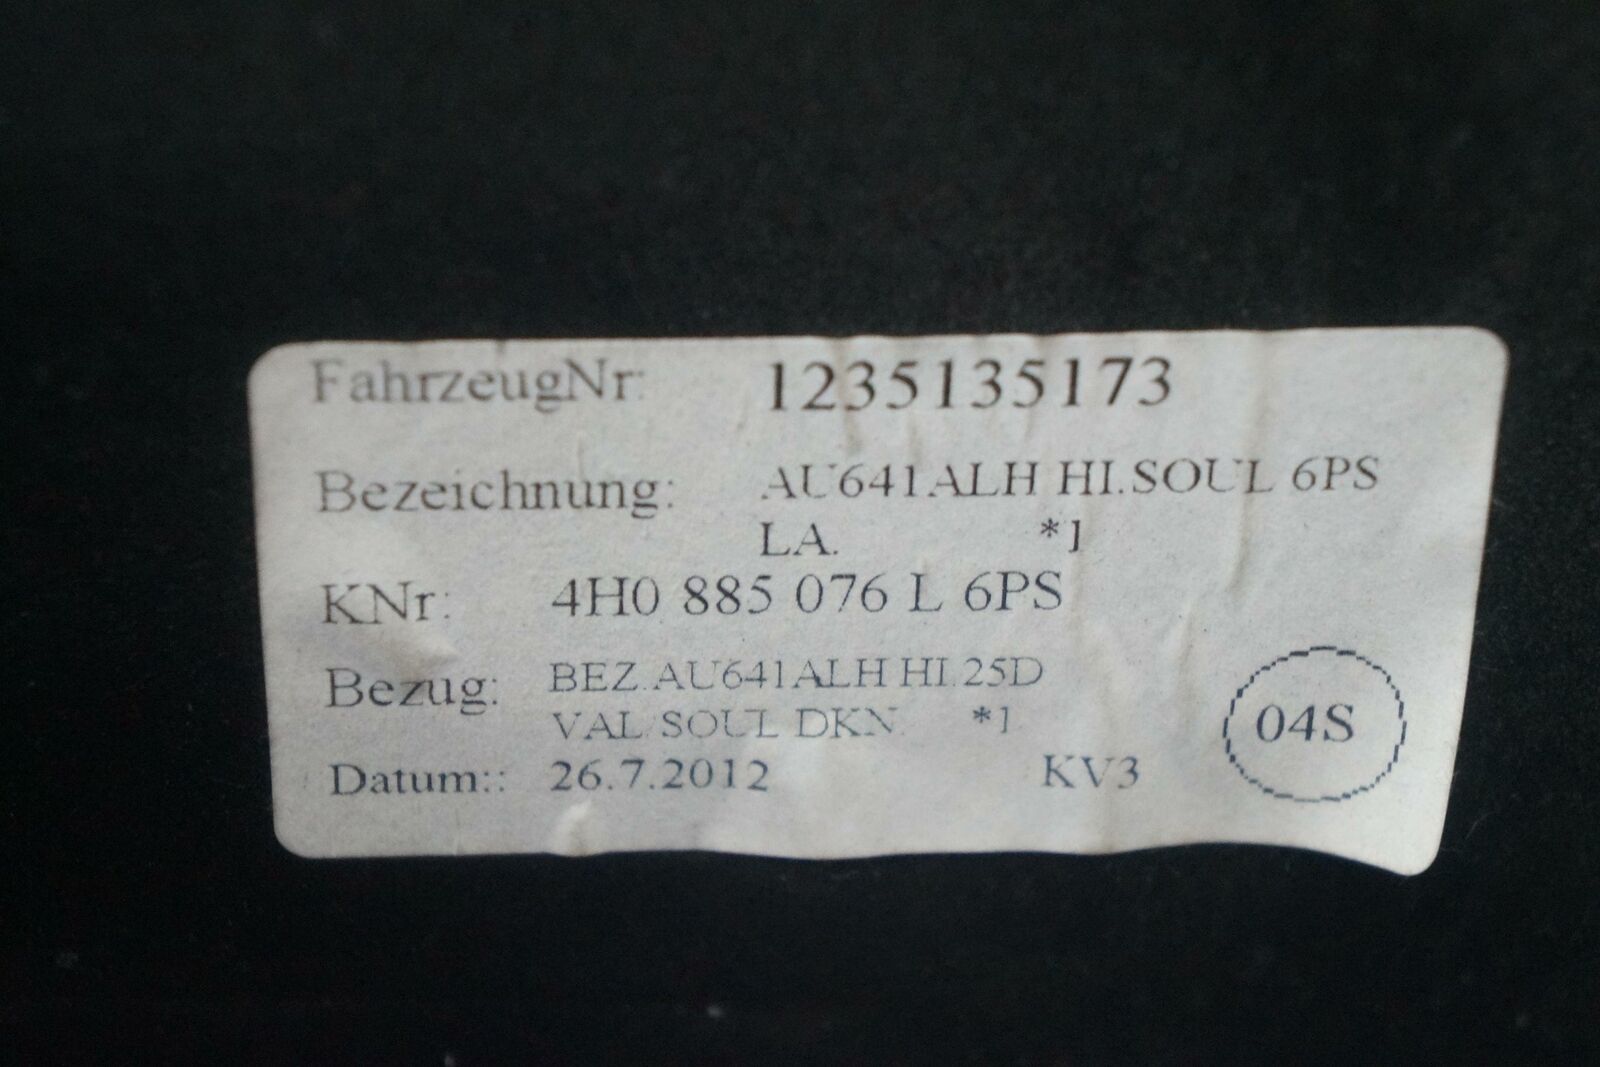 FahrzeugNr: 1235135173
Bezeichnung: AU641ALH HI.SOUL 6PS
LA. *1
KNr: 4H0 885 076 L 6PS
Bezug: BEZ.AU641ALH HI.25D
VAL/SOUL DKN. *1
04S
Datum:: 26.7.2012 KV3